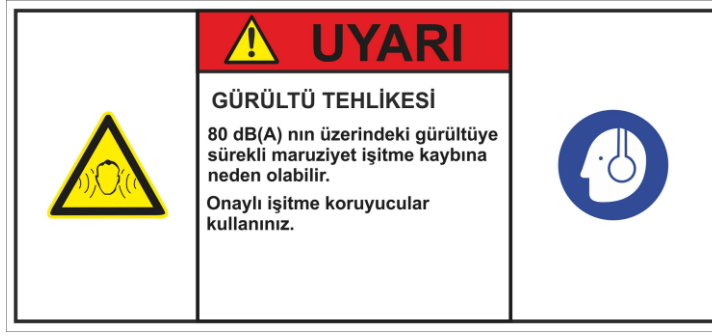 UYARI
GÜRÜLTÜ TEHLİKESİ
80 dB(A) nın üzerindeki gürültüye
sürekli maruziyet işitme kaybına
neden olabilir.
Onaylı işitme koruyucular
kullanınız.